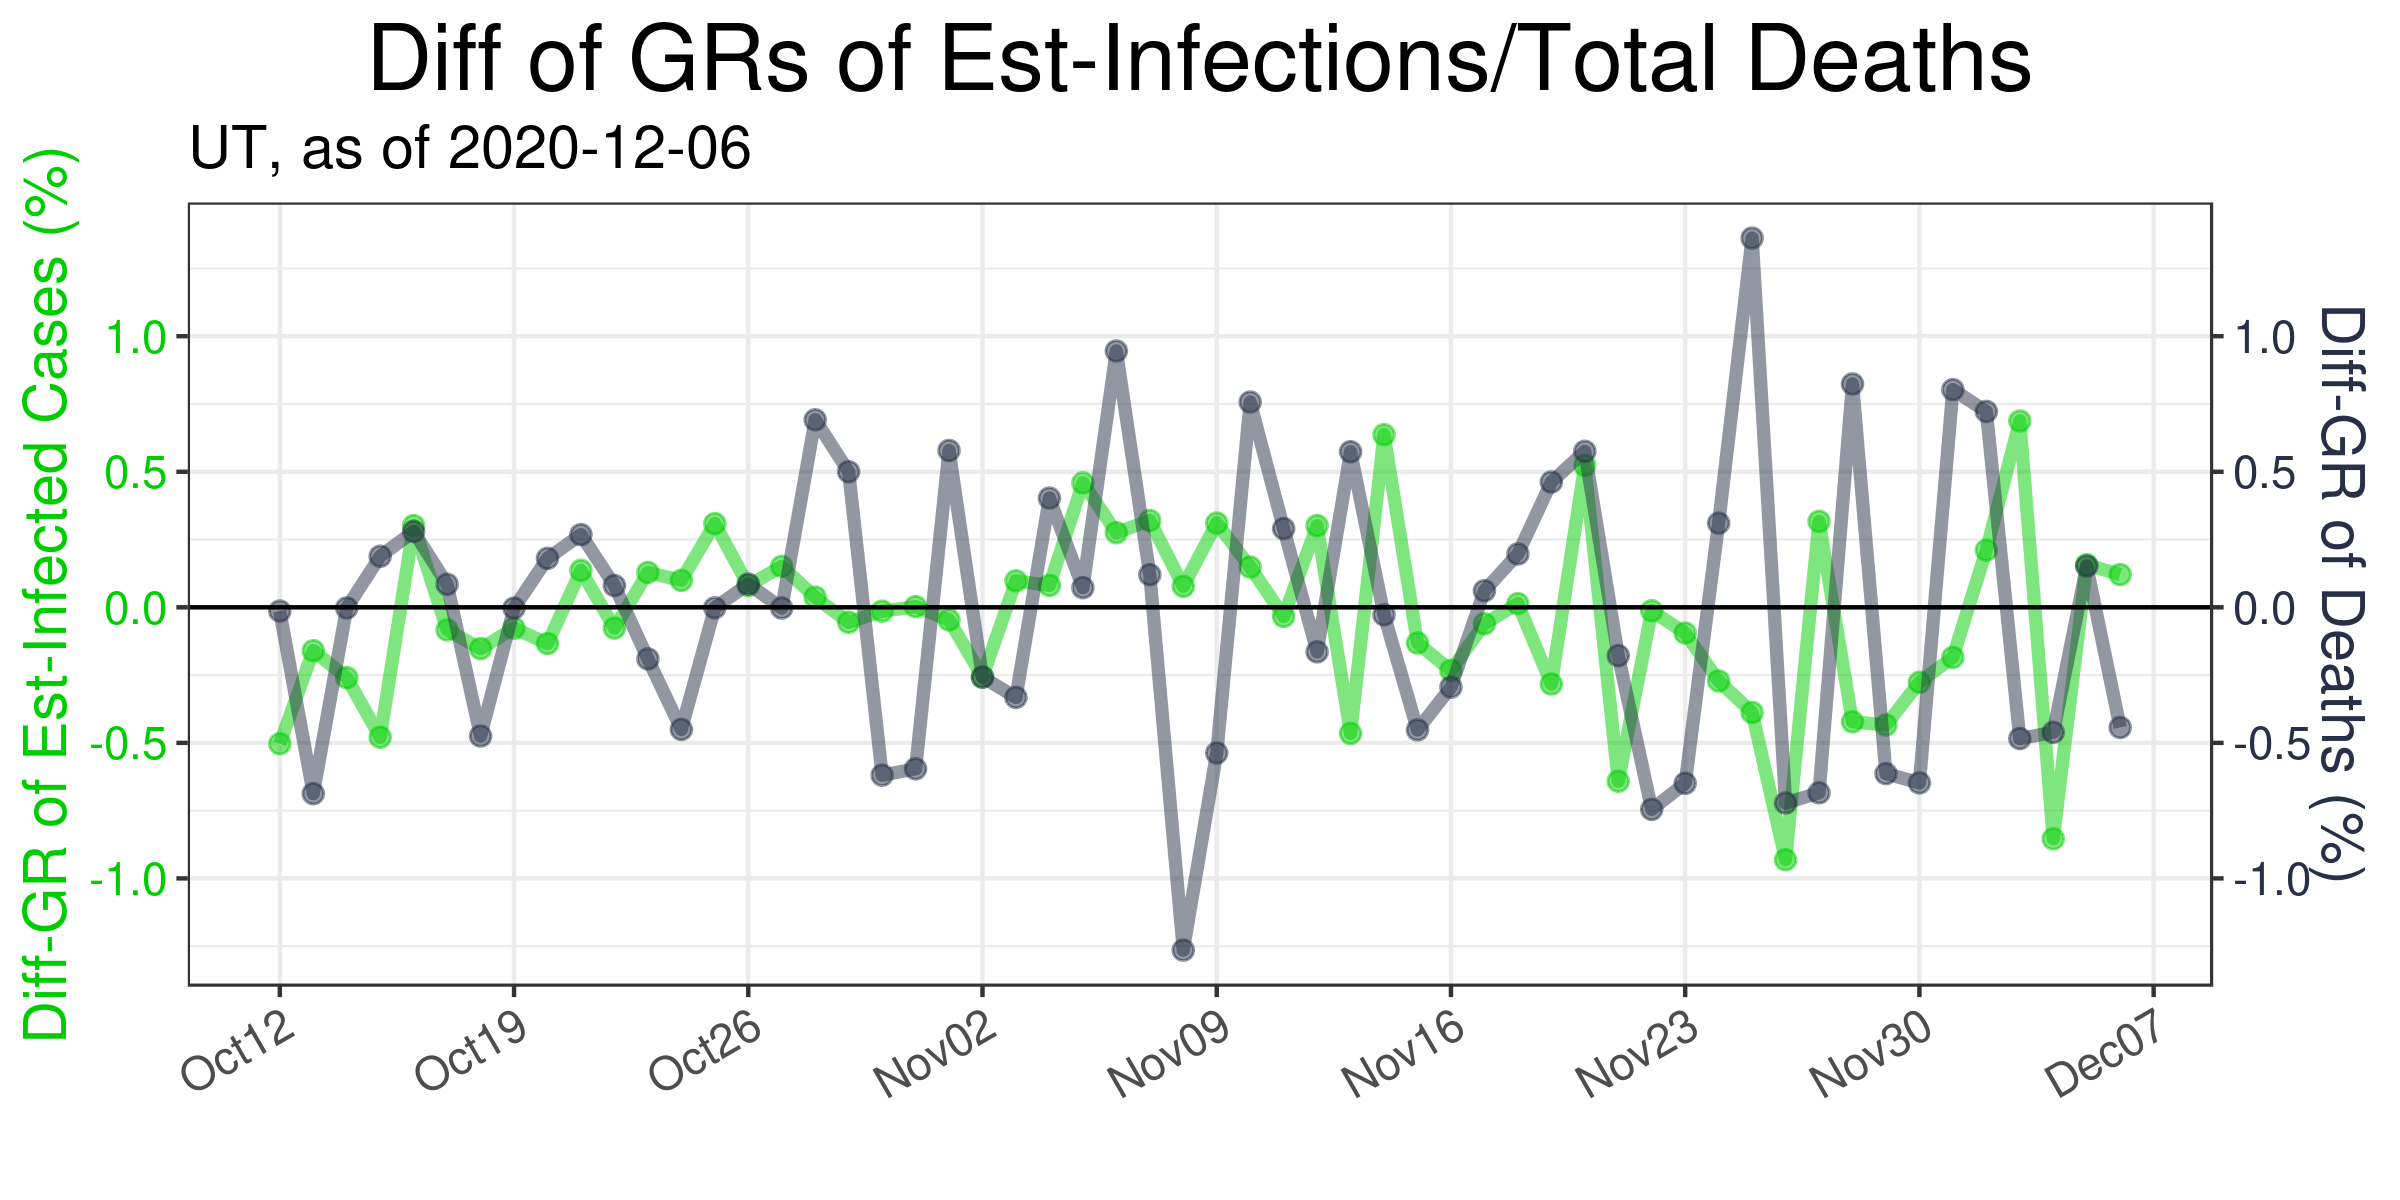 Diff of GRs of Est-Infections/Total Deaths
UT, as of 2020-12-06
Diff-GR of Est-Infected Cases (%)
1.0
0.5
0.0
-0.5
-1.0
1.0
0.5
0.0
-0.5
-1.0
Diff-GR of Deaths (%)
Oct12
Oct19
Oct26
Nov02
Nov09
Nov16
Nov23
Nov30
Dec07